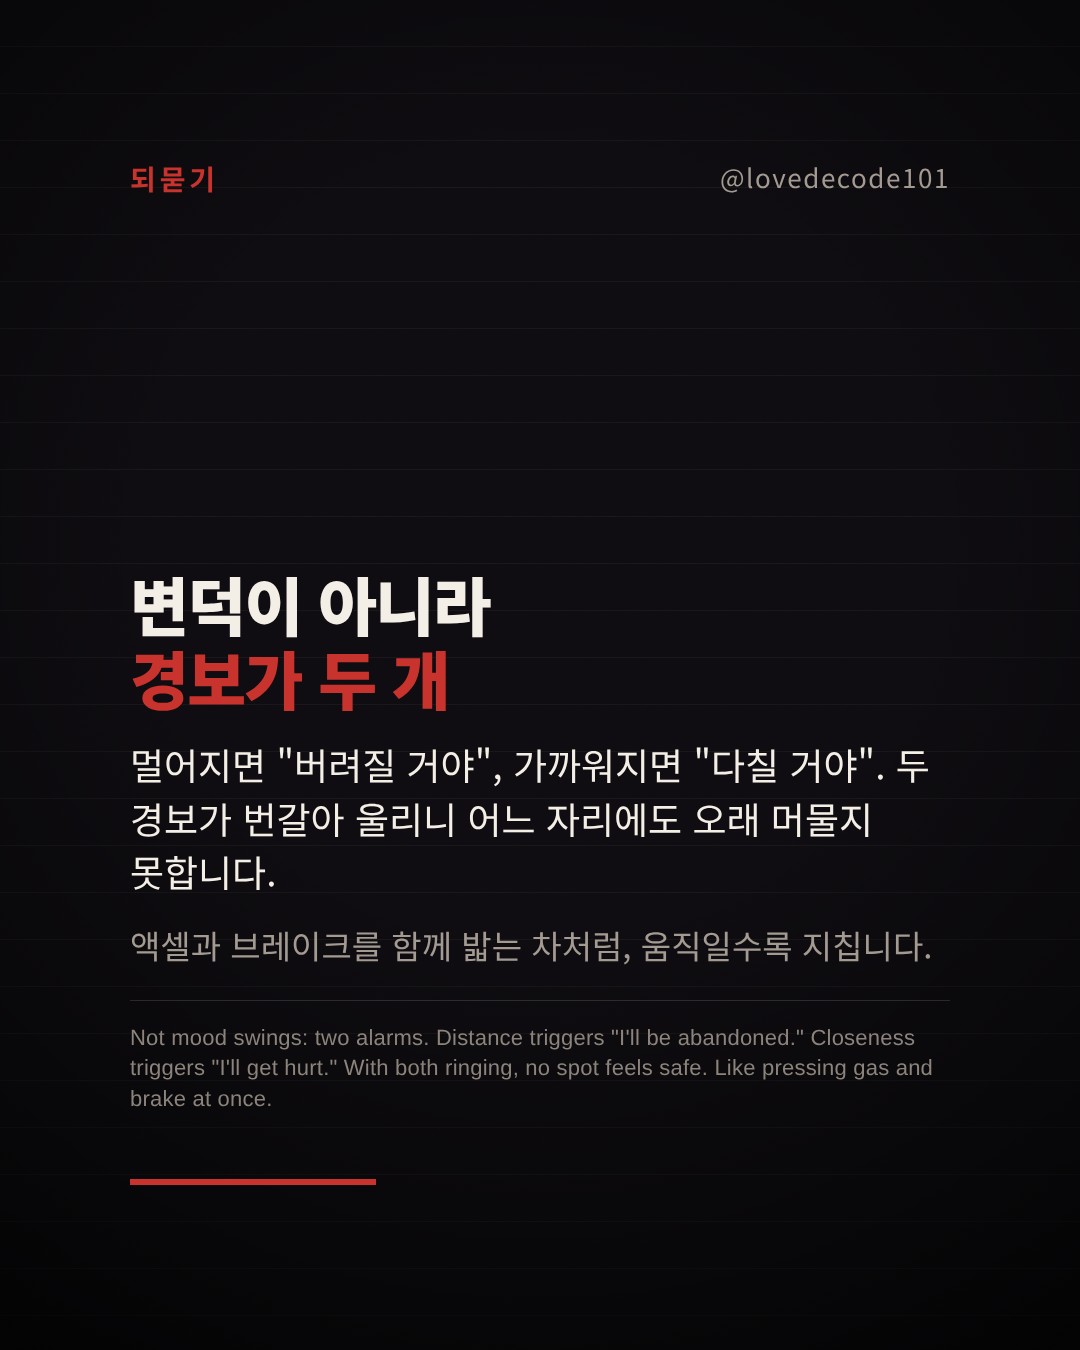 되묻기
@lovedecode101
변덕이 아니라
경보가 두 개
멀어지면 "버려질 거야", 가까워지면 "다칠 거야". 두
경보가 번갈아 울리니 어느 자리에도 오래 머물지
못합니다.
액셀과 브레이크를 함께 밟는 차처럼, 움직일수록 지칩니다.
Not mood swings: two alarms. Distance triggers "I'll be abandoned." Closeness
triggers "I'll get hurt." With both ringing, no spot feels safe. Like pressing gas and
brake at once.